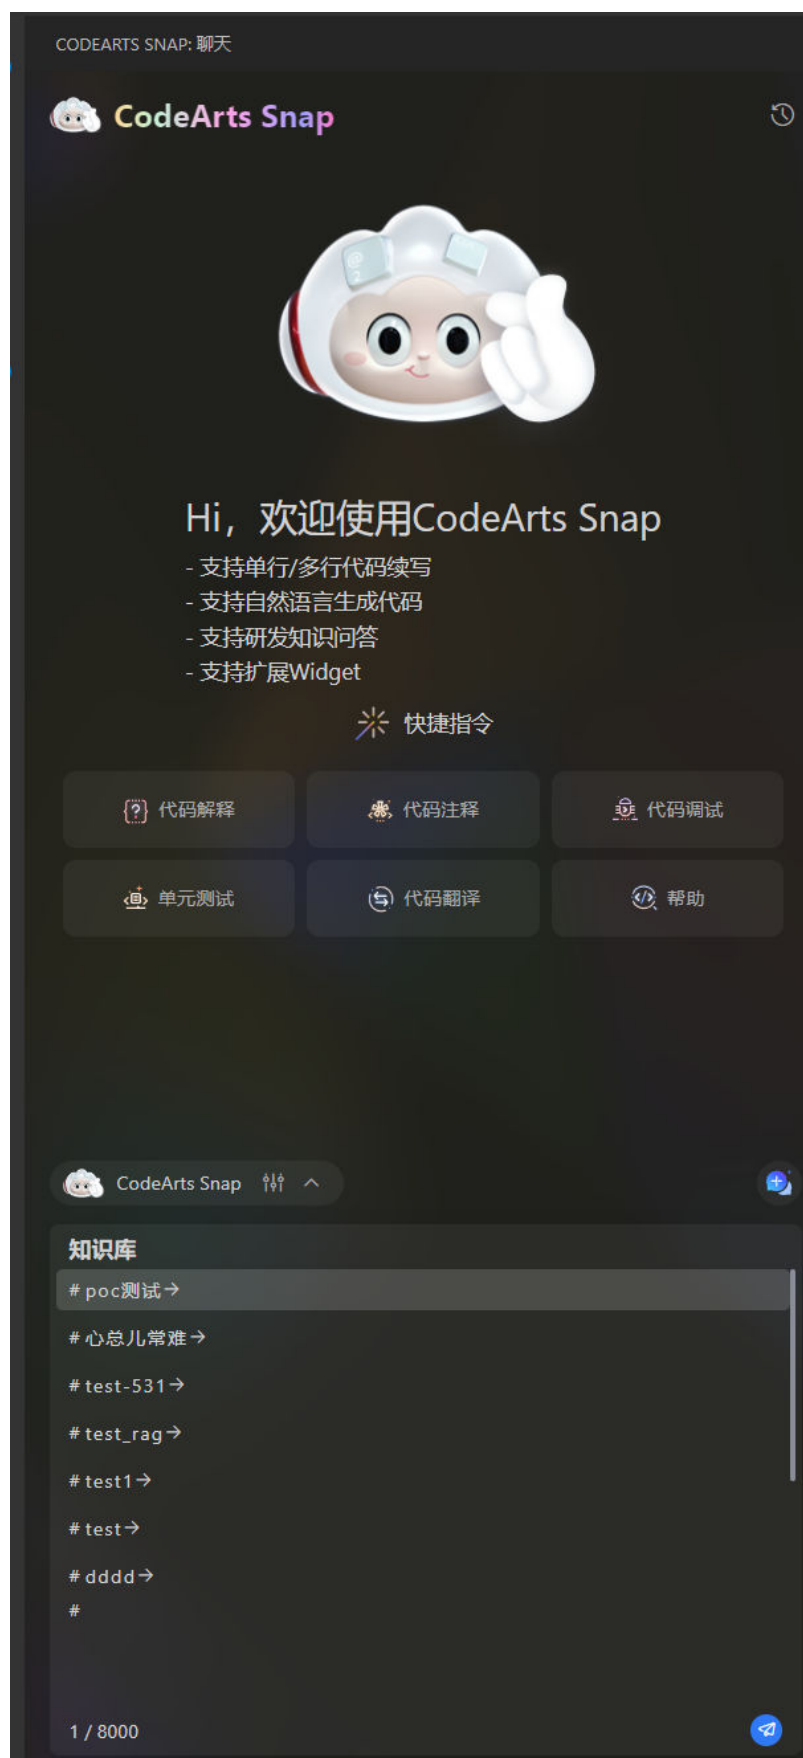 CODEARTS SNAP: 聊天
CodeArts Snap
@
2
Hi，欢迎使用CodeArts Snap
- 支持单行/多行代码续写
- 支持自然语言生成代码
- 支持研发知识问答
- 支持扩展Widget
快捷指令
代码解释 代码注释 代码调试
单元测试 代码翻译 帮助
CodeArts Snap
知识库
# poc测试→
# 心总儿常难→
# test-531→
# test_rag→
# test1→
# test→
# dddd→
#
1 / 8000